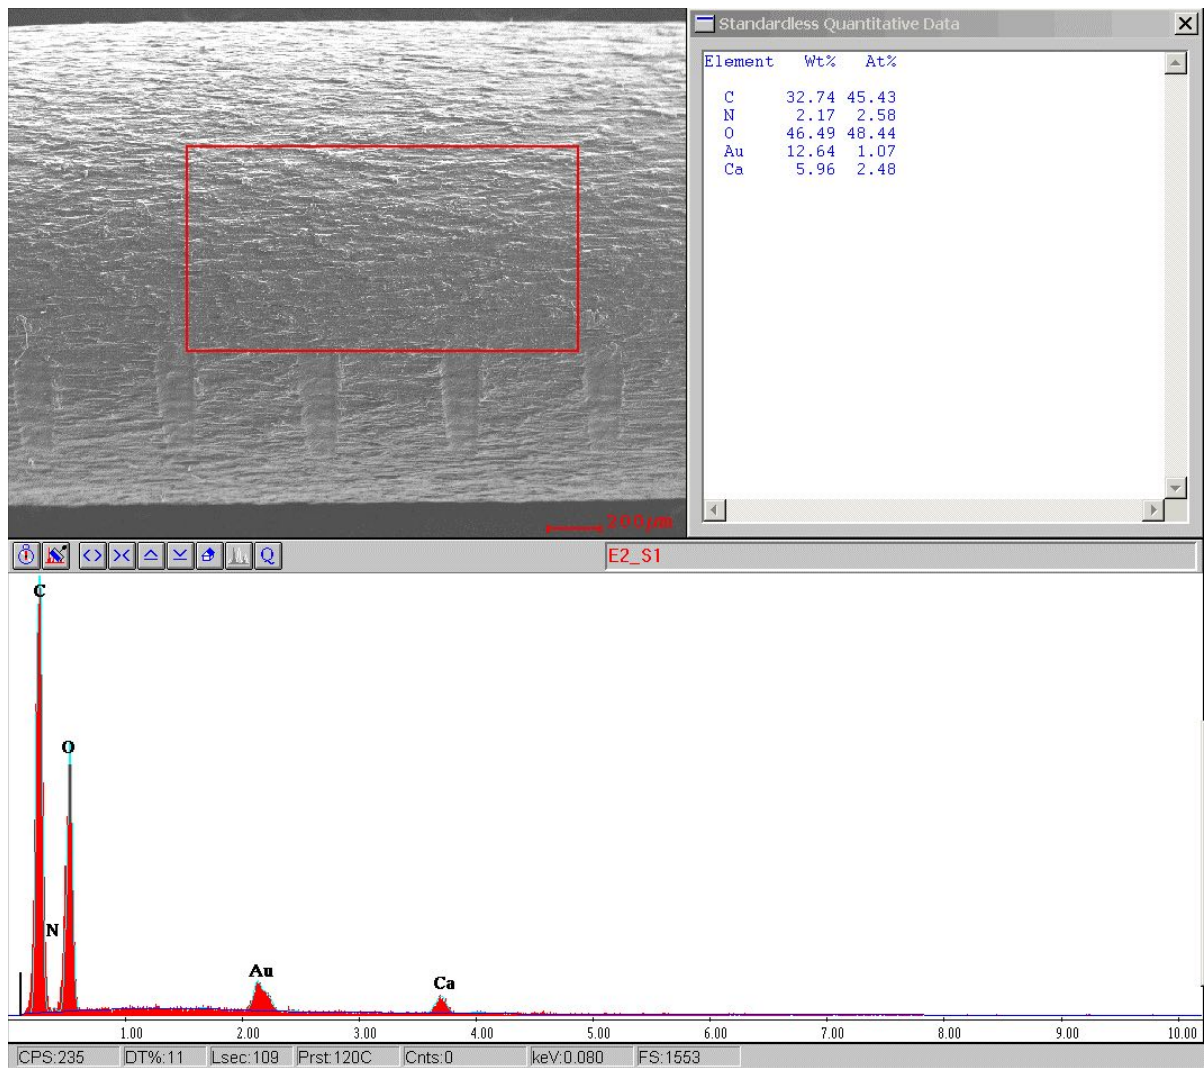 Standardless Quantitative Data
Element Wt% At%
C 32.74 45.43
N 2.17 2.58
O 46.49 48.44
Au 12.64 1.07
Ca 5.96 2.48
200µm
Q
E2_S1
C
O
N
Au
Ca
1.00 2.00 3.00 4.00 5.00 6.00 7.00 8.00 9.00 10.00
CPS:235 DT%:11 Lsec:109 Prst:120C Cnts:0 keV:0.080 FS:1553